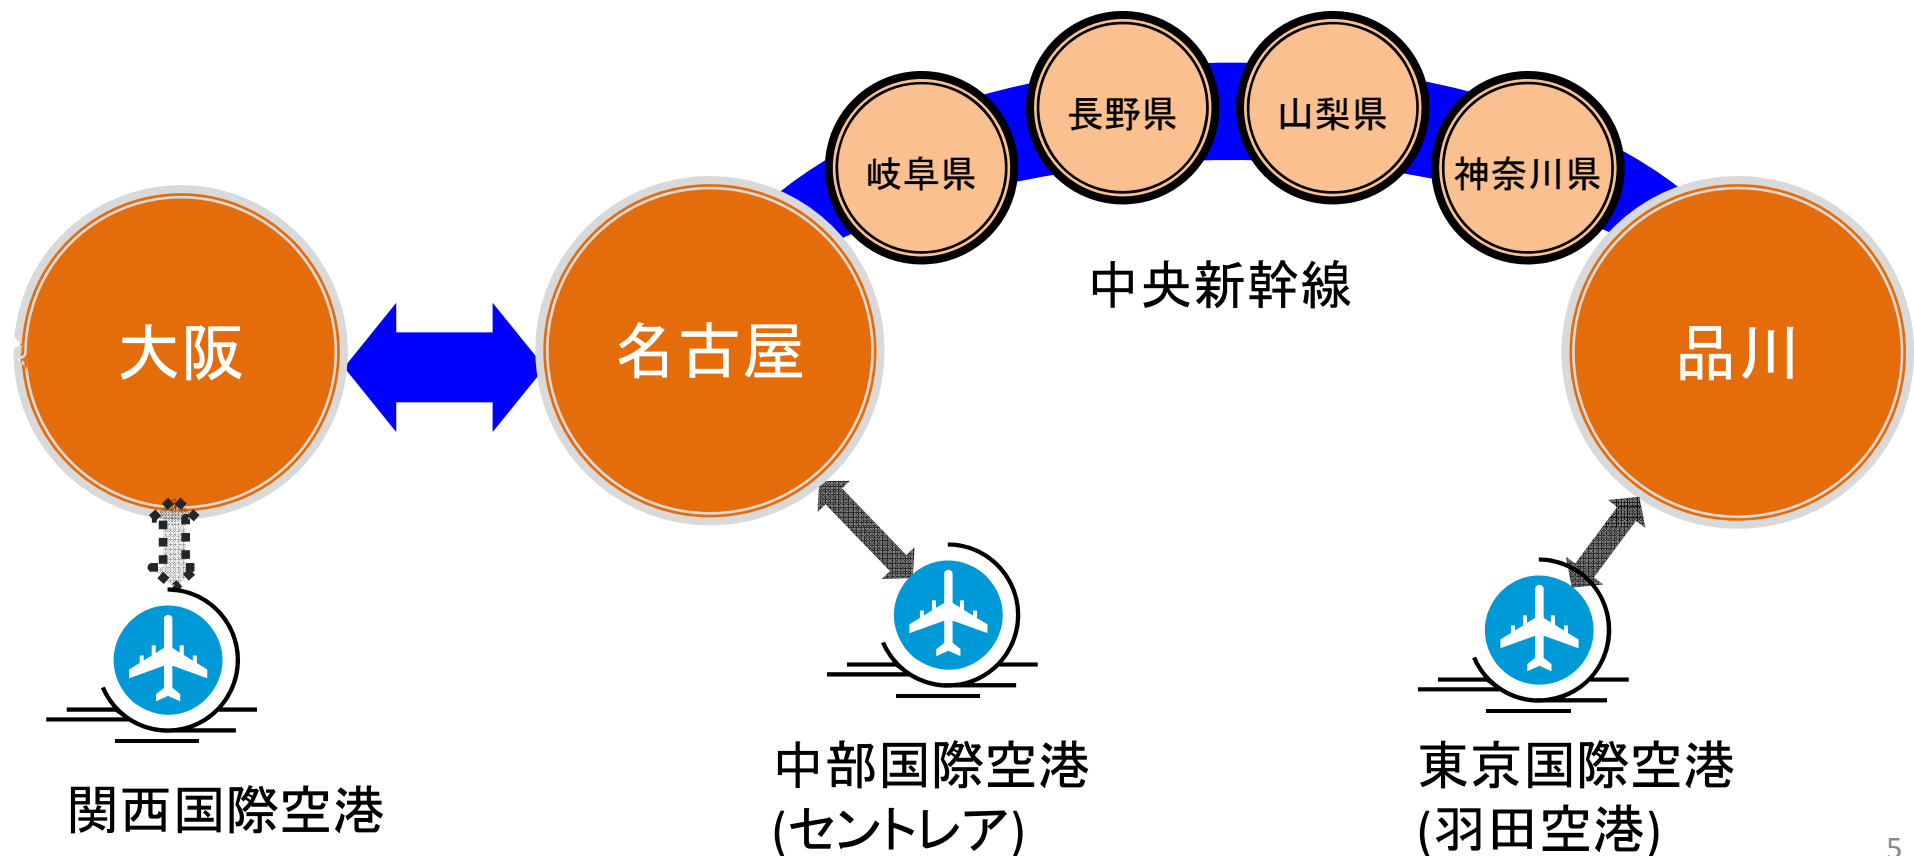 長野県
山梨県
岐阜県
神奈川県
中央新幹線
大阪
名古屋
品川
関西国際空港
中部国際空港
(セントレア)
東京国際空港
(羽田空港)
5